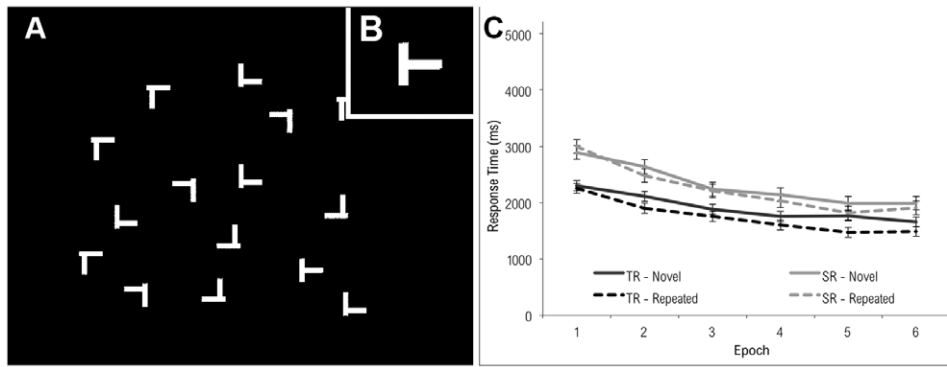 A
B
C
Response Time (ms)
5000
4000
3000
2000
1000
0
TR - Novel
SR - Novel
TR - Repeated
SR - Repeated
1 2 3 4 5 6
Epoch